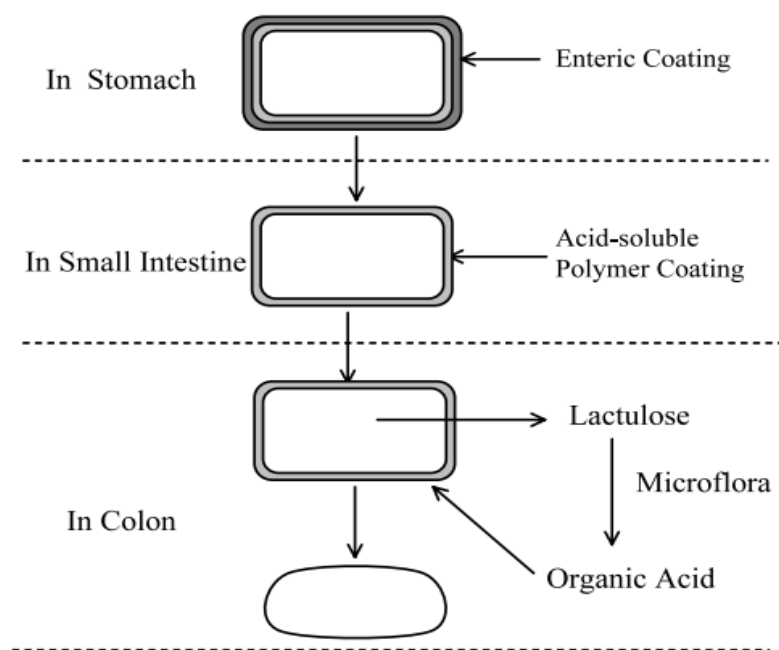 Enteric Coating
In Stomach
Acid-soluble
Polymer Coating
In Small Intestine
Lactulose
Microflora
In Colon
Organic Acid